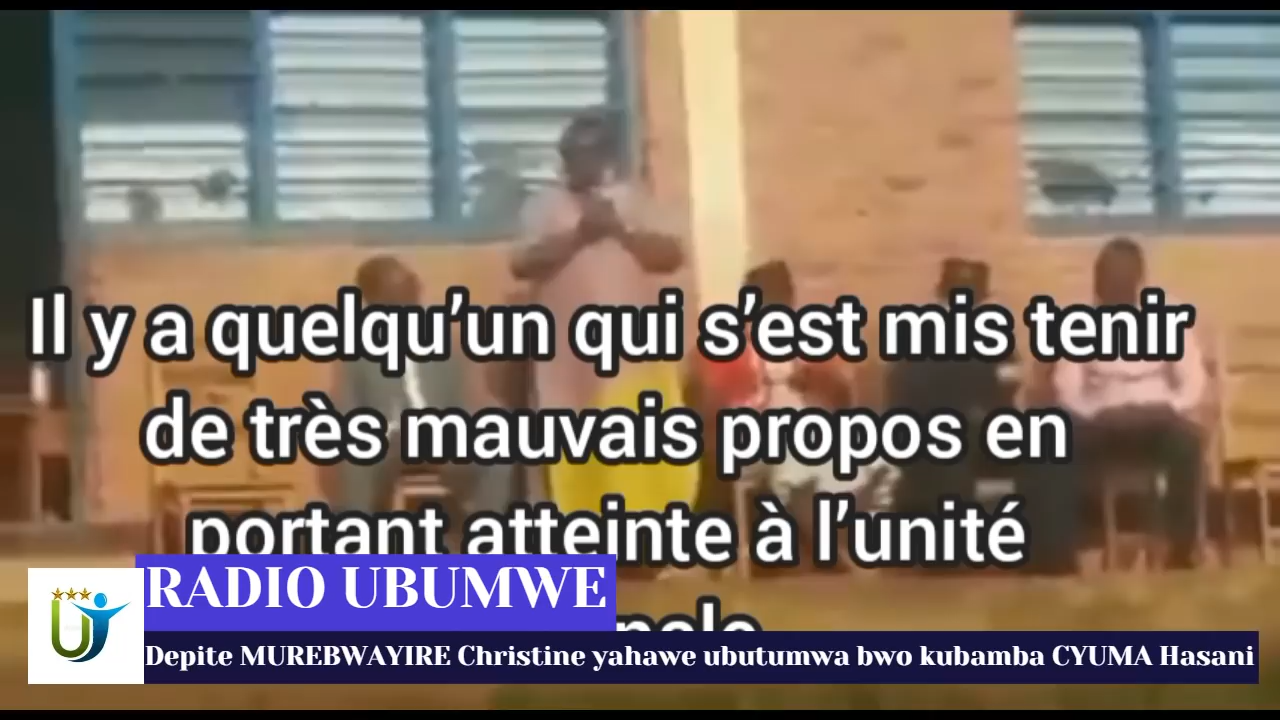 Il y a quelqu’un qui s’est mis tenir
de très mauvais propos en
portant atteinte à l’unité
RADIO UBUMWE
Depite MUREBWAYIRE Christine yahawe ubutumwa bwo kubamba CYUMA Hasani